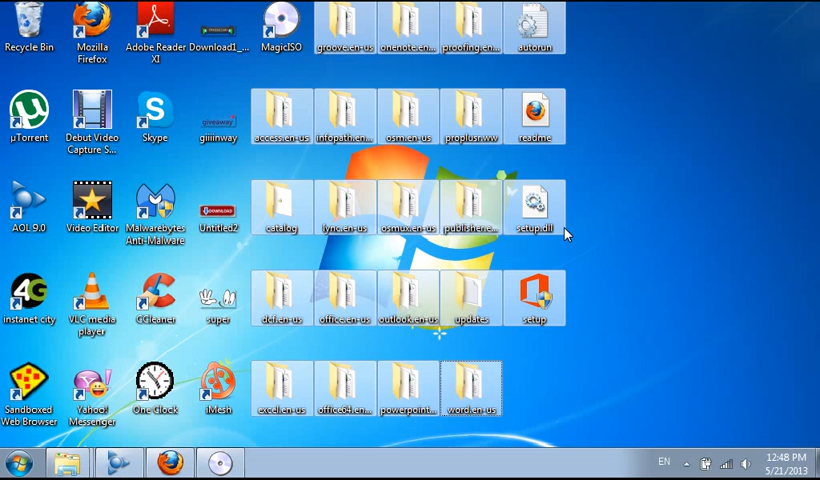 Recycle Bin
Mozilla
Firefox
Adobe Reader
XI
Download1_...
MagicISO
groove.en-us
onenote.en...
proofing.en...
autorun
µTorrent
Debut Video
Capture S...
Skype
giveaway
giiiinway
access.en-us
infopath.en...
osm.en-us
proplusrww
readme
AOL 9.0
Video Editor
Malwarebytes
Anti-Malware
DOWNLOAD
Untitled2
catalog
lync.en-us
osmux.en-us
publisher.e...
setup.dll
4G
instanet city
VLC media
player
CCleaner
super
dcf.en-us
office.en-us
outlook.en-us
updates
setup
Sandboxed
Web Browser
Yahoo!
Messenger
One Clock
iMesh
excel.en-us
office64.en...
powerpoint...
word.en-us
EN
12:48 PM
5/21/2013